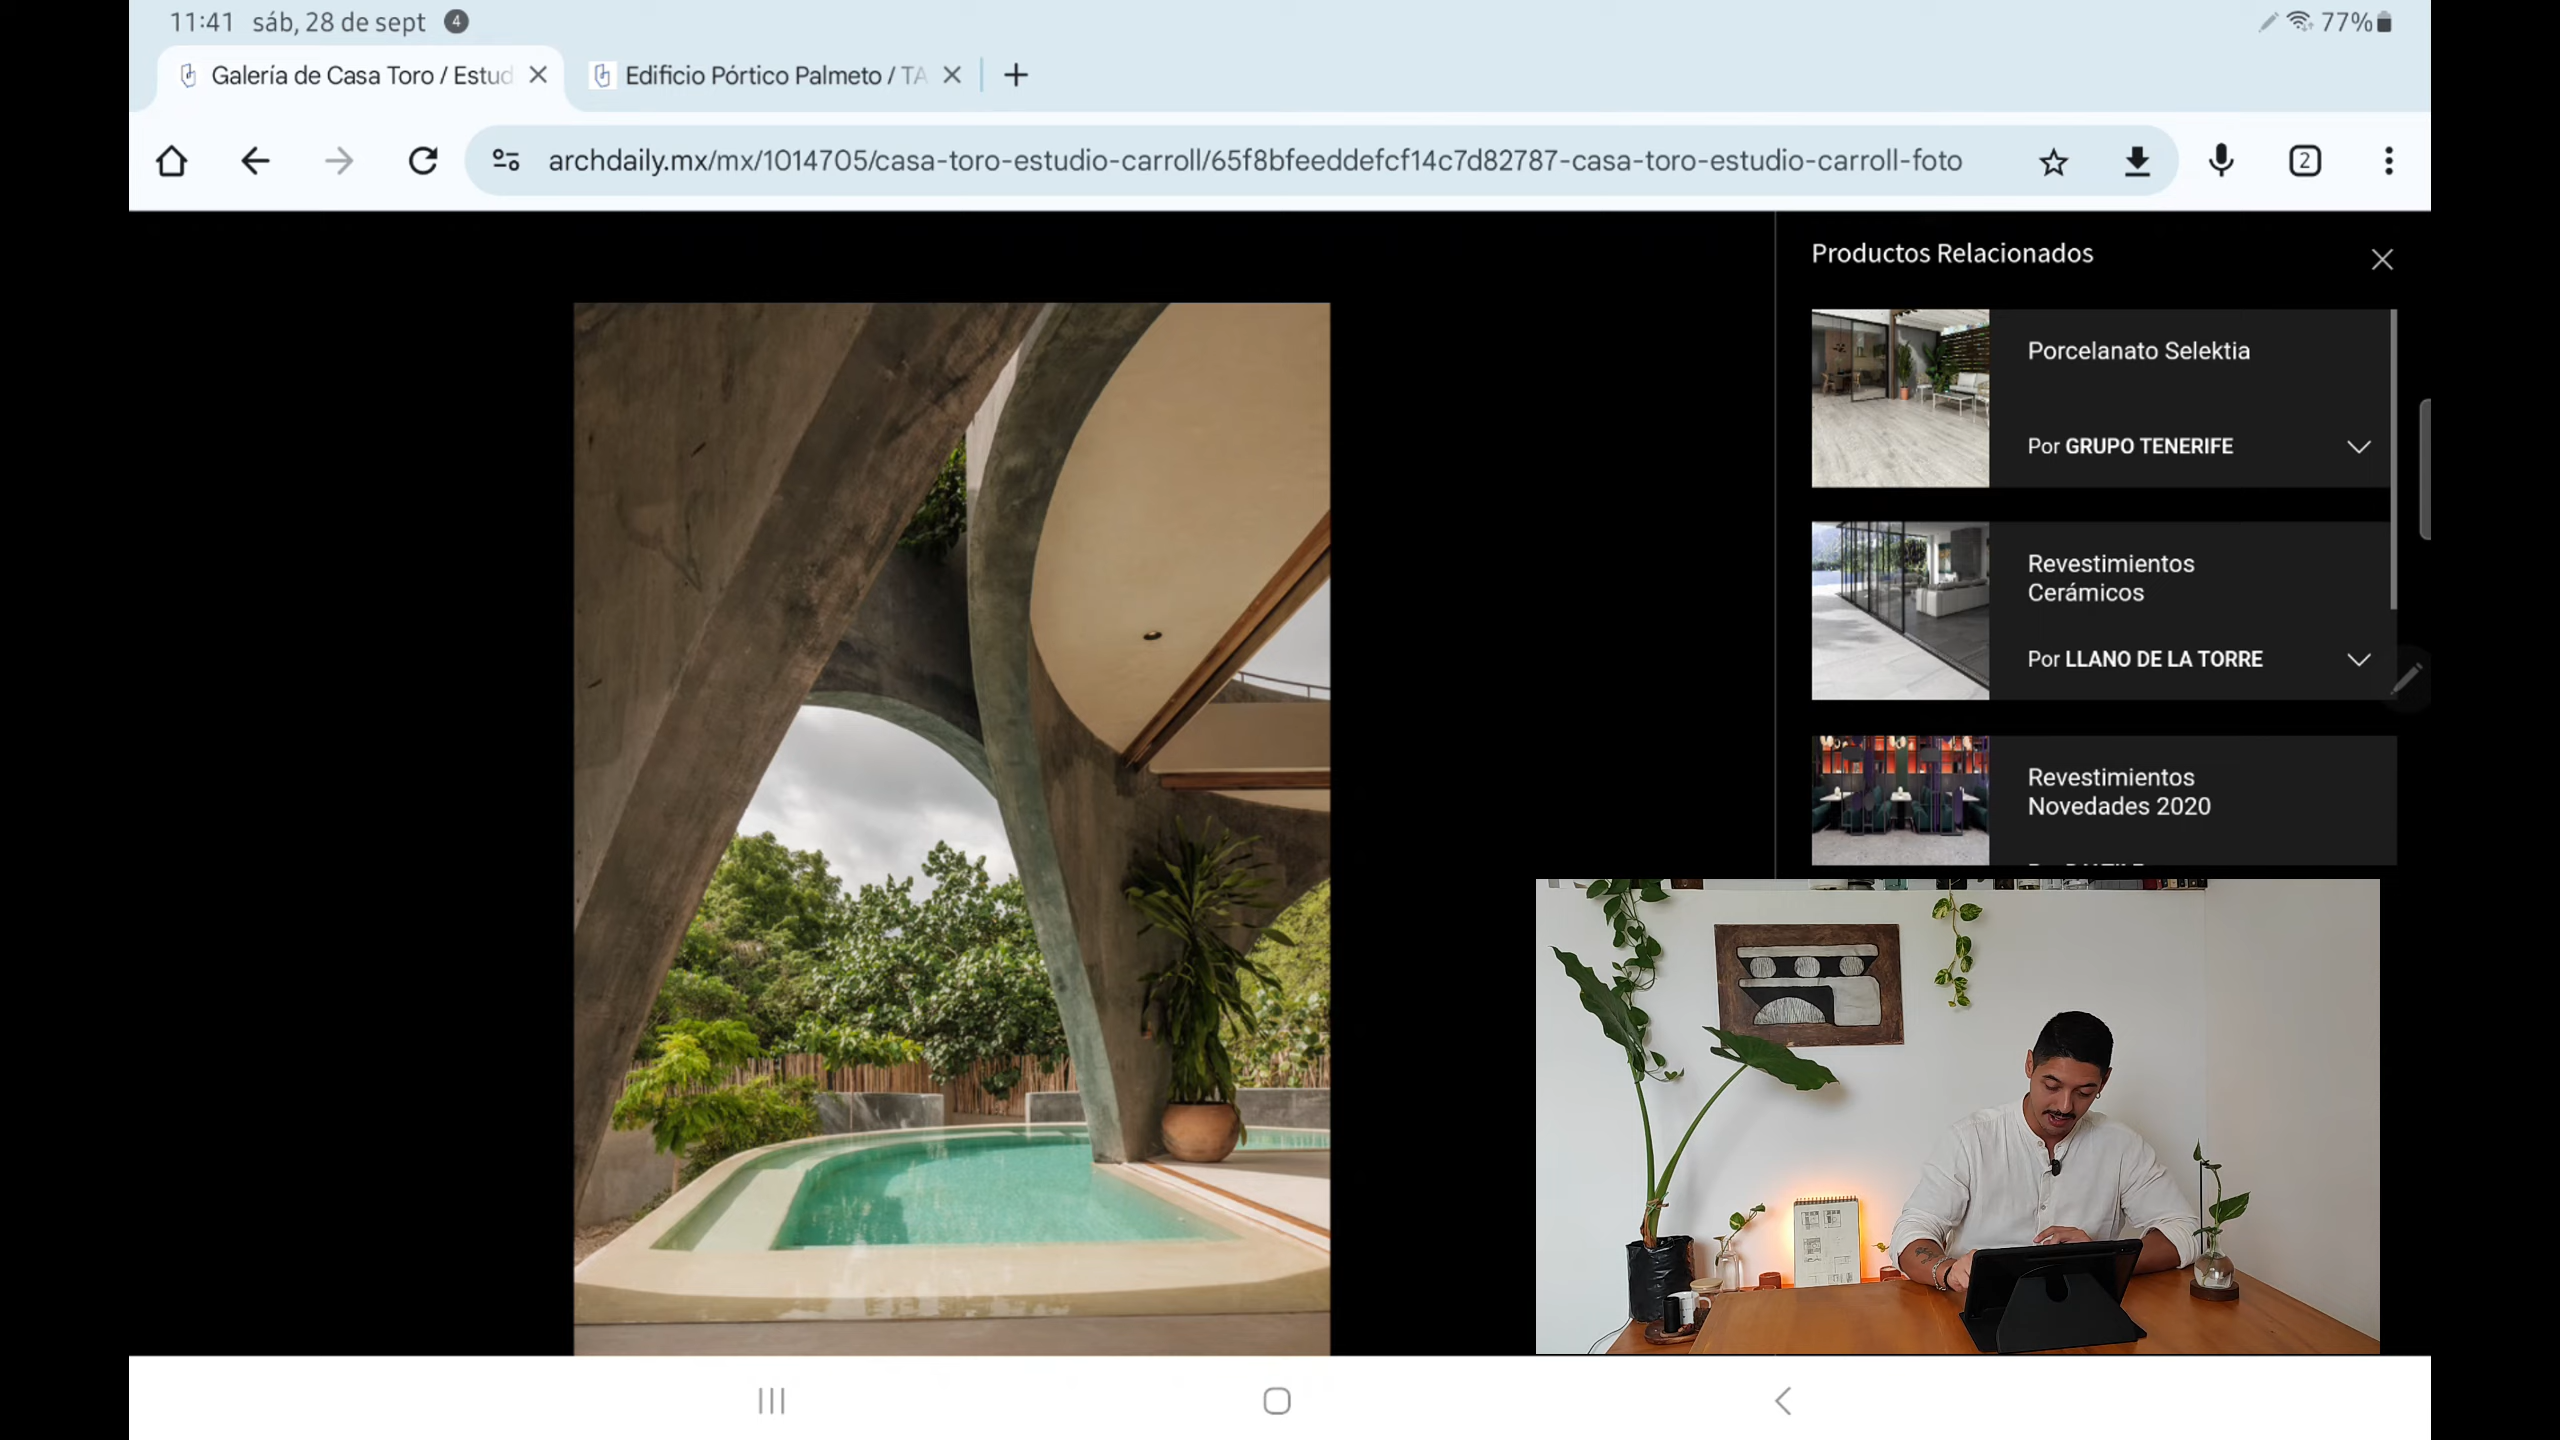 11:41 sáb, 28 de sept 4
77%
Galería de Casa Toro / Estud
Edificio Pórtico Palmeto / TA
archdaily.mx/mx/1014705/casa-toro-estudio-carroll/65f8bfeeddefcf14c7d82787-casa-toro-estudio-carroll-foto
2
Productos Relacionados
Porcelanato Selektia
Por GRUPO TENERIFE
Revestimientos
Cerámicos
Por LLANO DE LA TORRE
Revestimientos
Novedades 2020